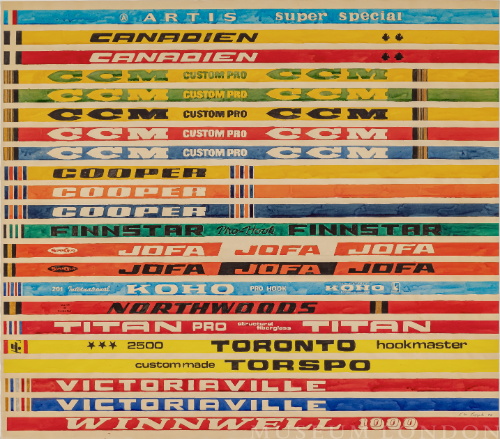 ARTIS super special
CANADIEN
CANADIEN
CCM CUSTOM PRO CCM
CCM CUSTOM PRO CCM
CCM CUSTOM PRO CCM
CCM CUSTOM PRO CCM
CCM CUSTOM PRO CCM
COOPER
COOPER
COOPER
FINNSTAR FINNSTAR
JOFA JOFA JOFA
JOFA JOFA JOFA
221 International KOHO PRO HOOK KOHO
NORTHWOODS
TITAN PRO structural fiberglass TITAN
2500 TORONTO hookmaster
custom made TORSPO
VICTORIAVILLE
VICTORIAVILLE
WINNWELL 1000
MUSEUM LONDON